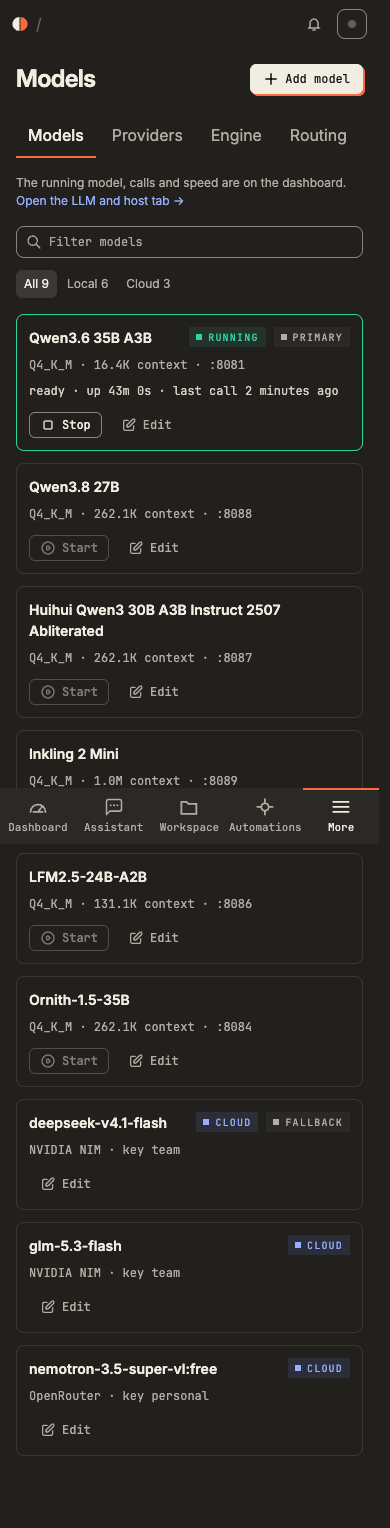 /
Models
+ Add model
Models Providers Engine Routing
The running model, calls and speed are on the dashboard.
Open the LLM and host tab →
Filter models
All 9 Local 6 Cloud 3
Qwen3.6 35B A3B RUNNING PRIMARY
Q4_K_M · 16.4K context · :8081
ready · up 43m 0s · last call 2 minutes ago
Stop Edit
Qwen3.8 27B
Q4_K_M · 262.1K context · :8088
Start Edit
Huihui Qwen3 30B A3B Instruct 2507
Abliterated
Q4_K_M · 262.1K context · :8087
Start Edit
Inkling 2 Mini
Q4_K_M · 1.0M context · :8089
Dashboard Assistant Workspace Automations More
LFM2.5-24B-A2B
Q4_K_M · 131.1K context · :8086
Start Edit
Ornith-1.5-35B
Q4_K_M · 262.1K context · :8084
Start Edit
deepseek-v4.1-flash CLOUD FALLBACK
NVIDIA NIM · key team
Edit
glm-5.3-flash CLOUD
NVIDIA NIM · key team
Edit
nemotron-3.5-super-vl:free CLOUD
OpenRouter · key personal
Edit